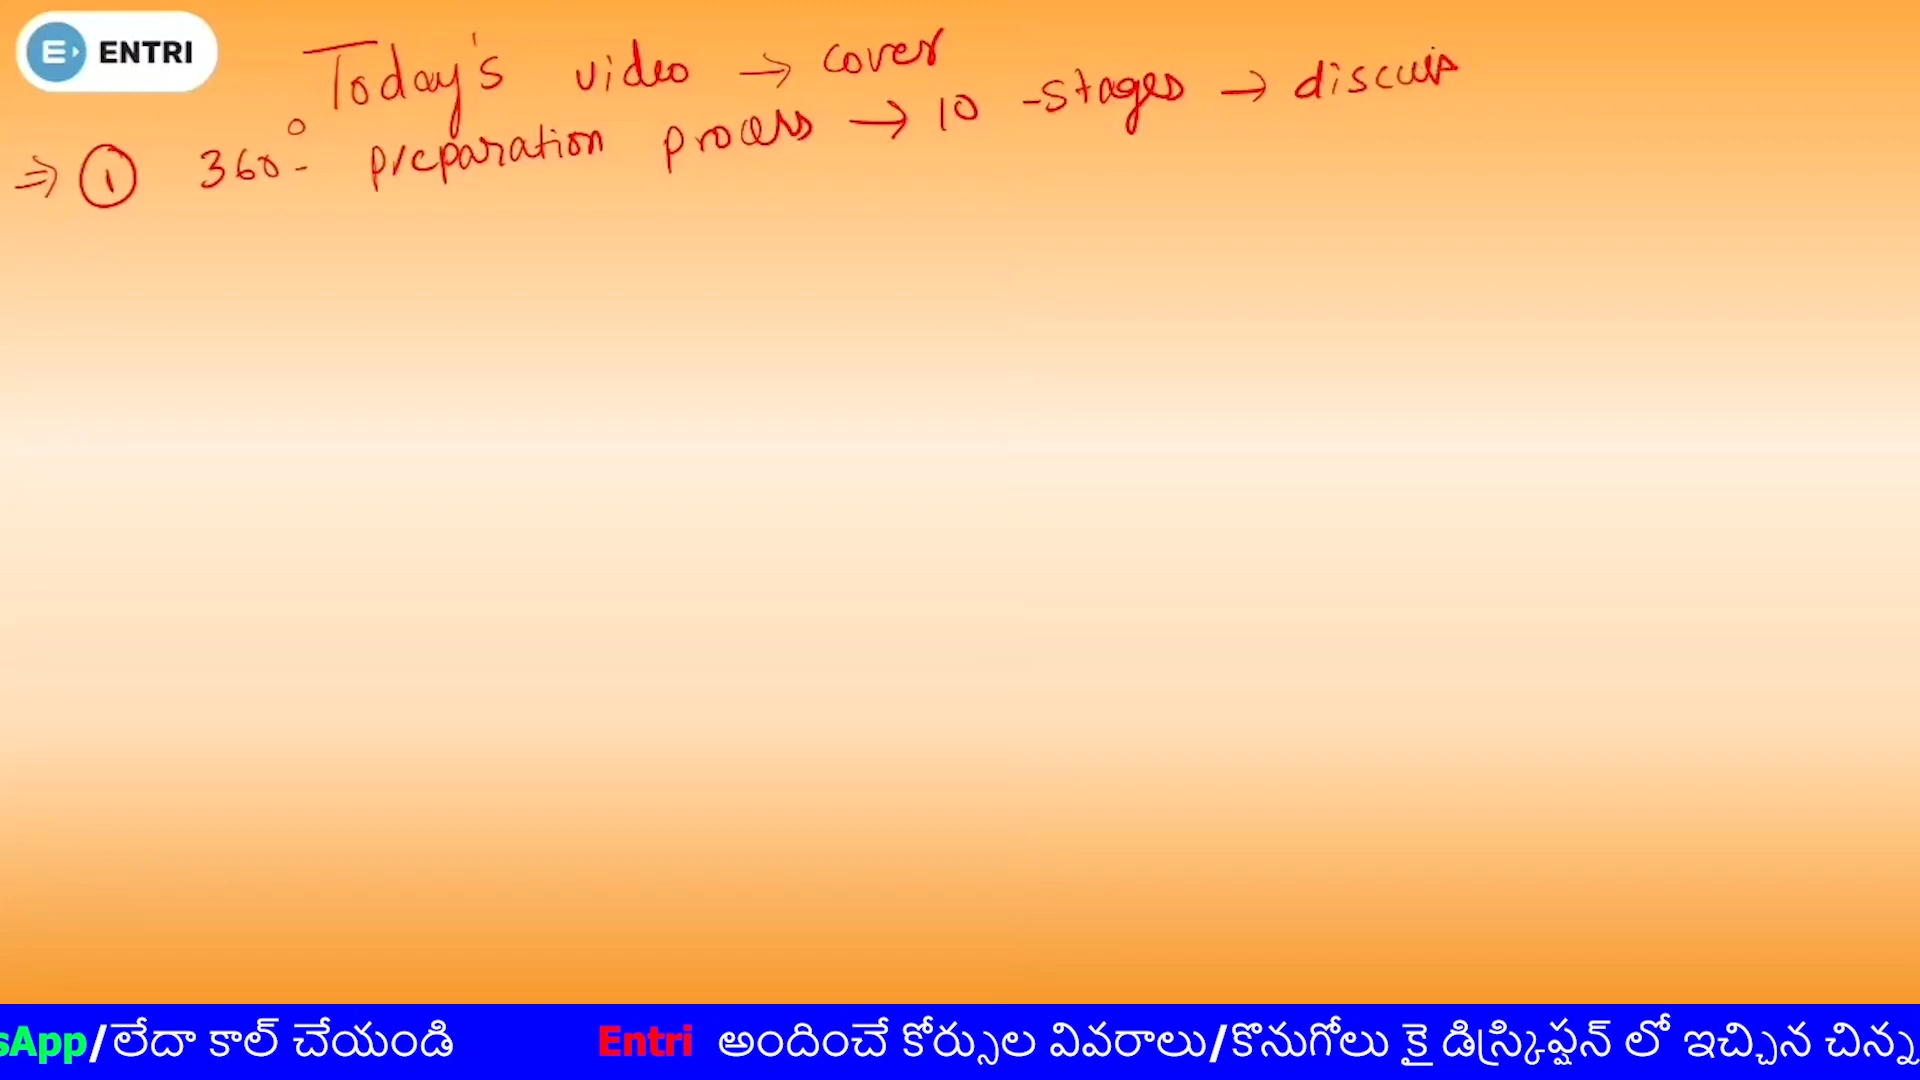 ENTRI
Today's video → cover
⇒ ① 360°- preparation process → 10 -stages → discuss
sApp/లేదా కాల్ చేయండి Entri అందించే కోర్సుల వివరాలు/కొనుగోలు కై డిస్క్రిప్షన్ లో ఇచ్చిన చిన్న